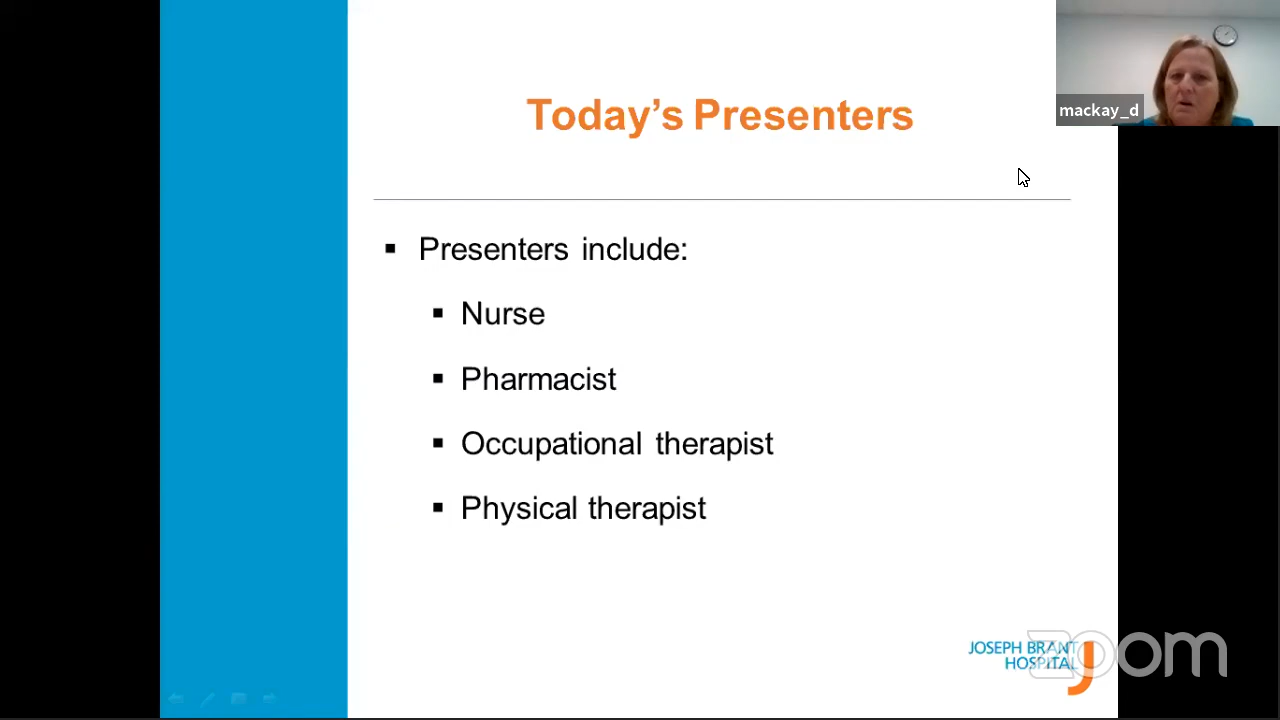 Today's Presenters
mackay_d
▪ Presenters include:
▪ Nurse
▪ Pharmacist
▪ Occupational therapist
▪ Physical therapist
JOSEPH BRANT
HOSPITAL
zoom